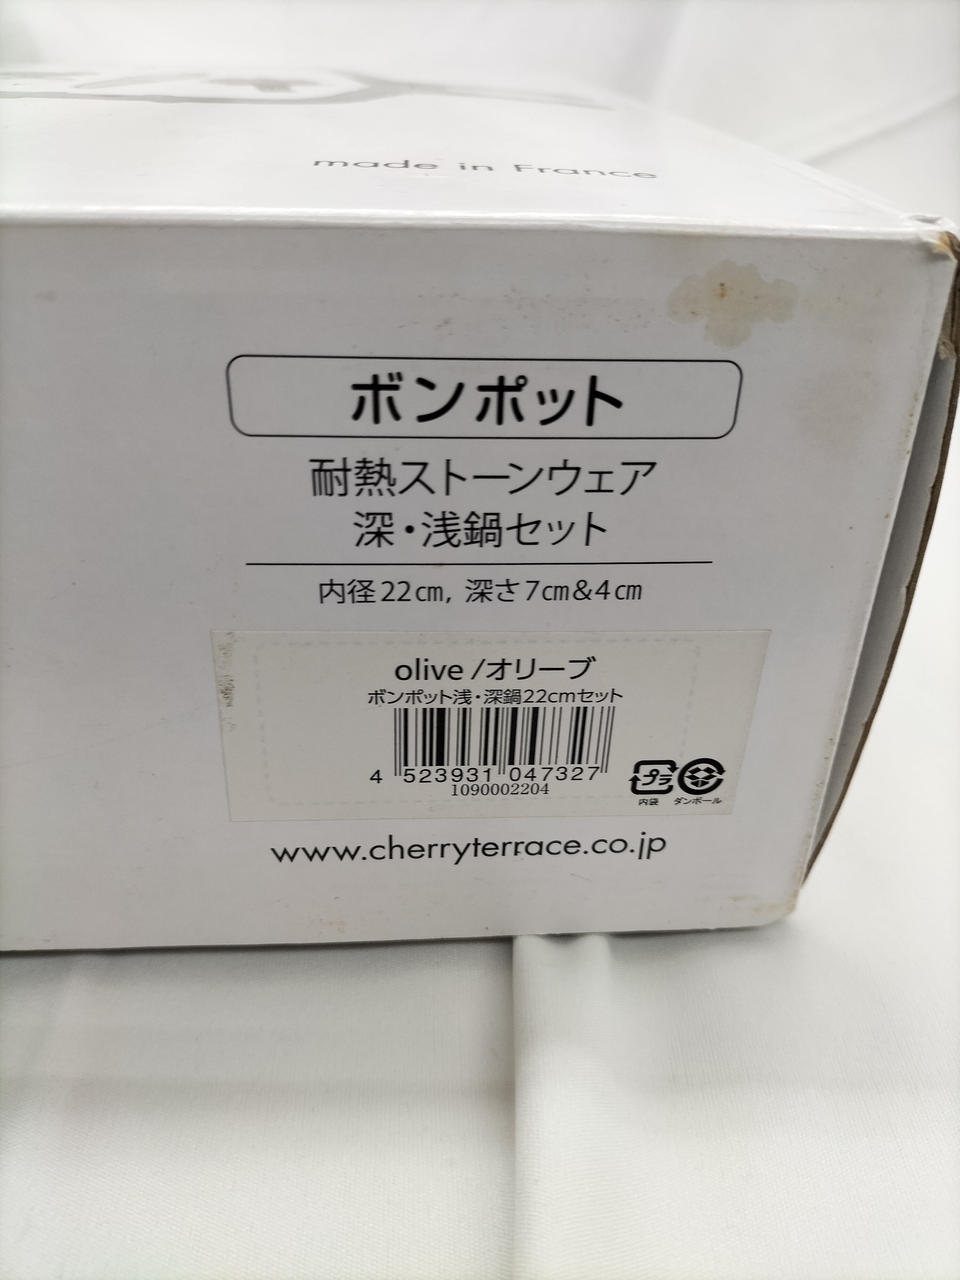 made in France
ボンポット
耐熱ストーンウェア
深・浅鍋セット
内径22㎝, 深さ7㎝&4㎝
olive /オリーブ
ボンポット浅・深鍋22cmセット
4 523931 047327
1090002204
プラ
内袋 ダンボール
www.cherryterrace.co.jp